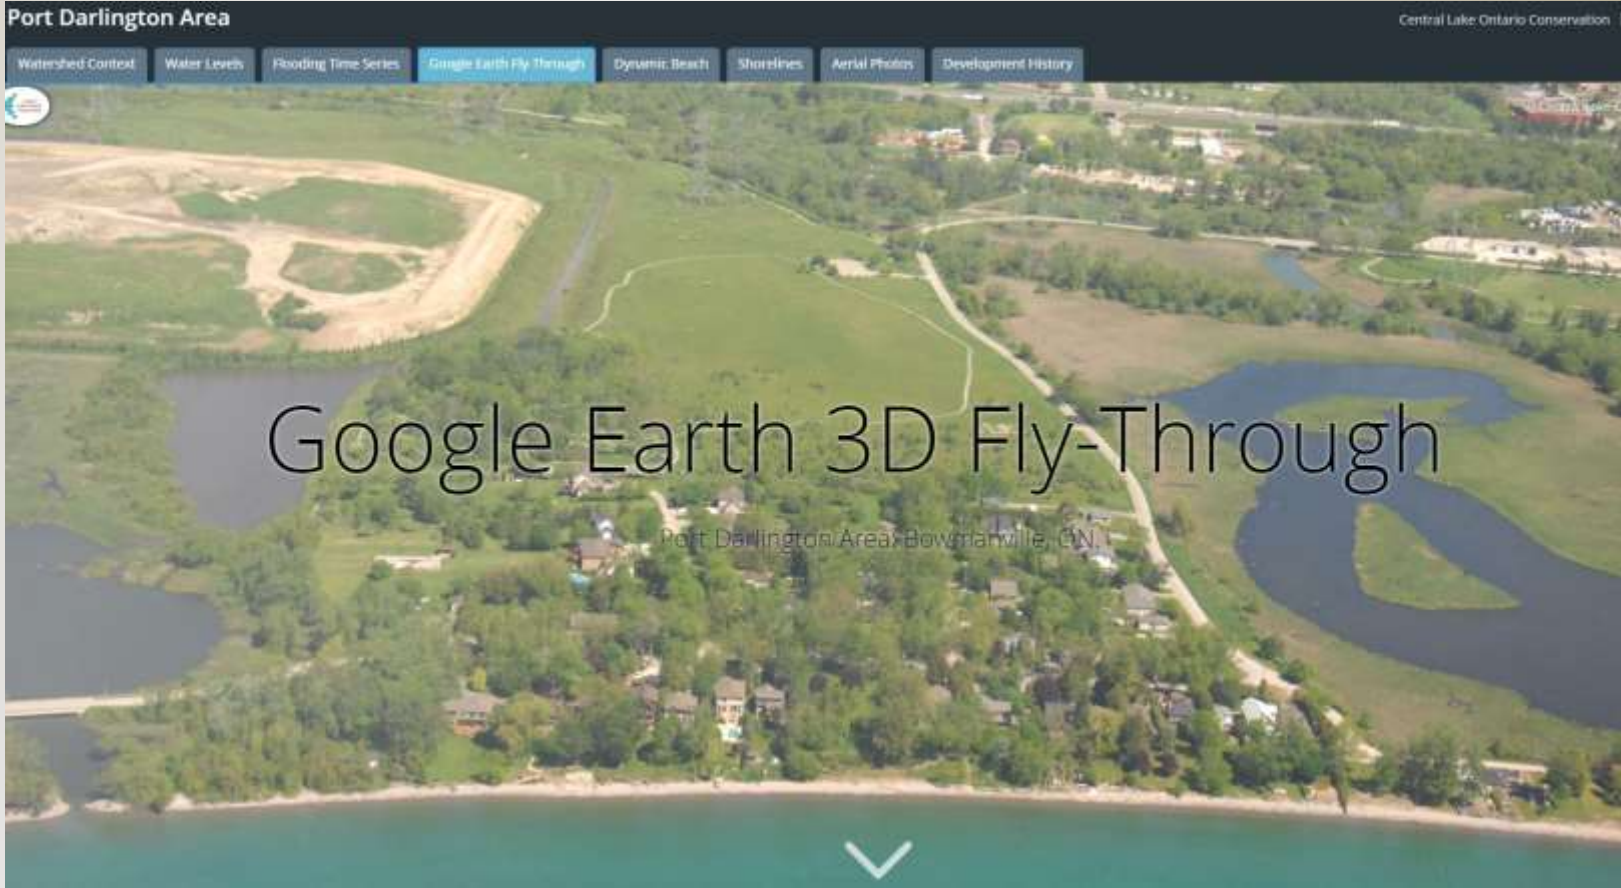 Port Darlington Area
Central Lake Ontario Conservation
Watershed Context Water Levels Flooding Time Series Google Earth Fly Through Dynamic Beach Shorelines Aerial Photos Development History
Google Earth 3D Fly-Through
Port Darlington Area, Bowmanville, ON.